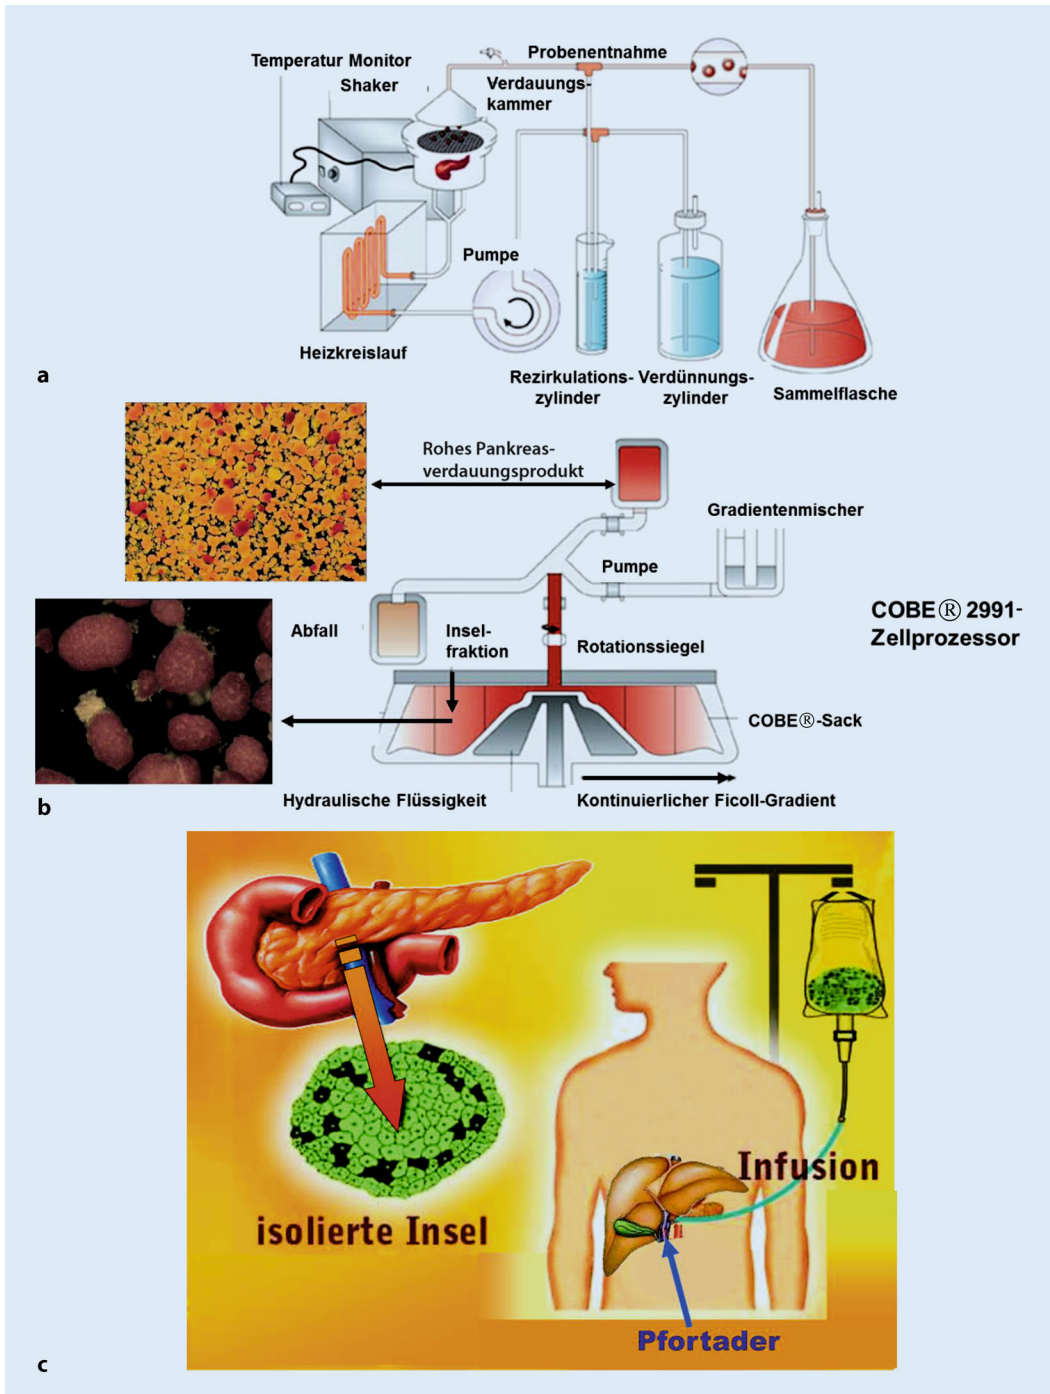 Temperatur Monitor
Shaker
Probenentnahme
Verdauungs-
kammer
Pumpe
Heizkreislauf
Rezirkulations-
zylinder
Verdünnungs-
zylinder
Sammelflasche
a
Rohes Pankreas-
verdauungsprodukt
Gradientenmischer
Pumpe
Abfall
Insel-
fraktion
Rotationssiegel
COBE® 2991-
Zellprozessor
COBE®-Sack
Hydraulische Flüssigkeit
Kontinuierlicher Ficoll-Gradient
b
isolierte Insel
Infusion
Pfortader
c